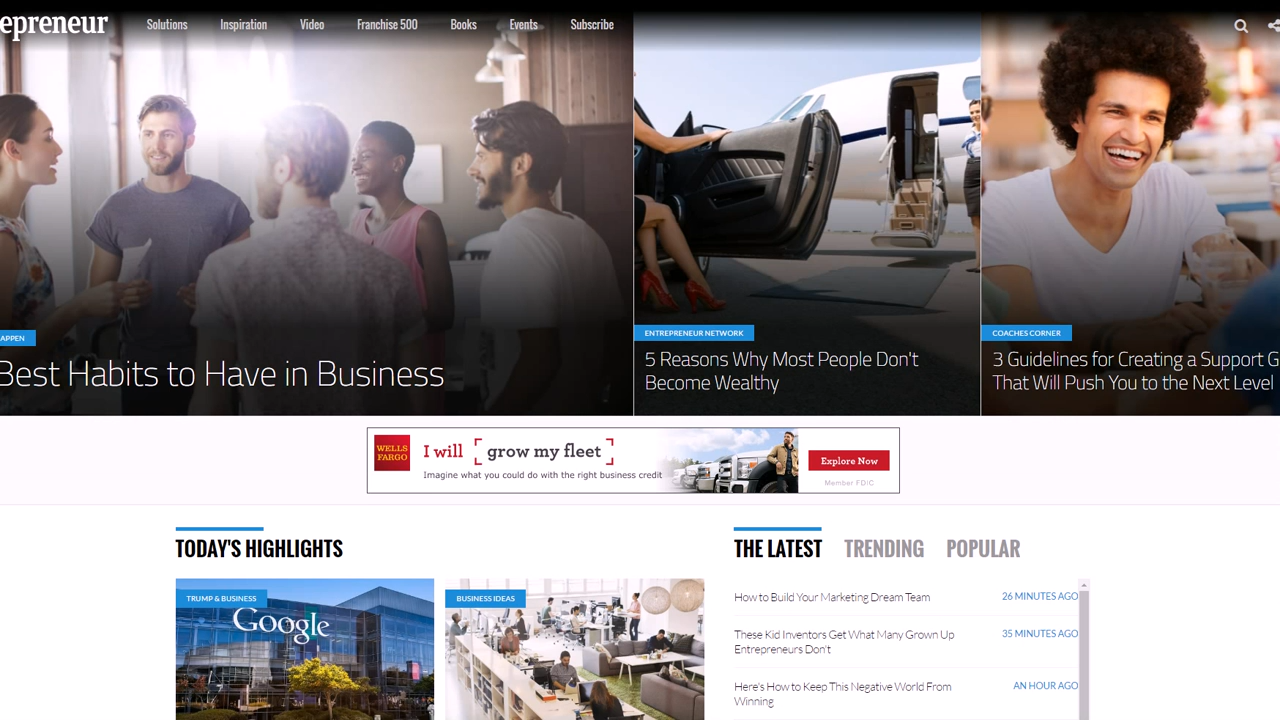 epreneur
Solutions
Inspiration
Video
Franchise 500
Books
Events
Subscribe
APPEN
Best Habits to Have in Business
ENTREPRENEUR NETWORK
5 Reasons Why Most People Don't
Become Wealthy
COACHES CORNER
3 Guidelines for Creating a Support G
That Will Push You to the Next Level
WELLS
FARGO
I will [ grow my fleet ]
Imagine what you could do with the right business credit
Explore Now
Member FDIC
TODAY'S HIGHLIGHTS
TRUMP & BUSINESS
Google
BUSINESS IDEAS
THE LATEST
TRENDING
POPULAR
How to Build Your Marketing Dream Team
26 MINUTES AGO
These Kid Inventors Get What Many Grown Up
Entrepreneurs Don't
35 MINUTES AGO
Here's How to Keep This Negative World From
Winning
AN HOUR AGO